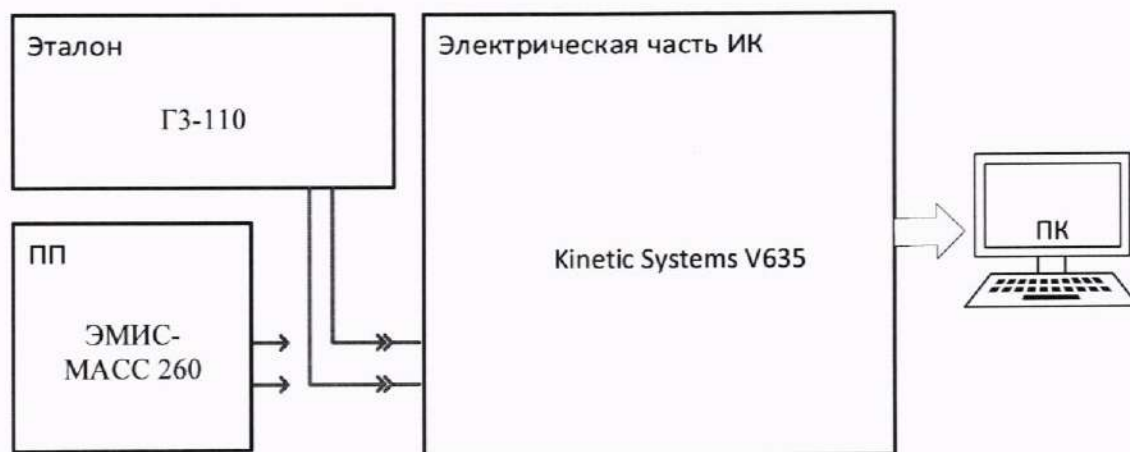 Эталон
Г3-110
Электрическая часть ИК
ПП
ЭМИС-
МАСС 260
Kinetic Systems V635
ПК